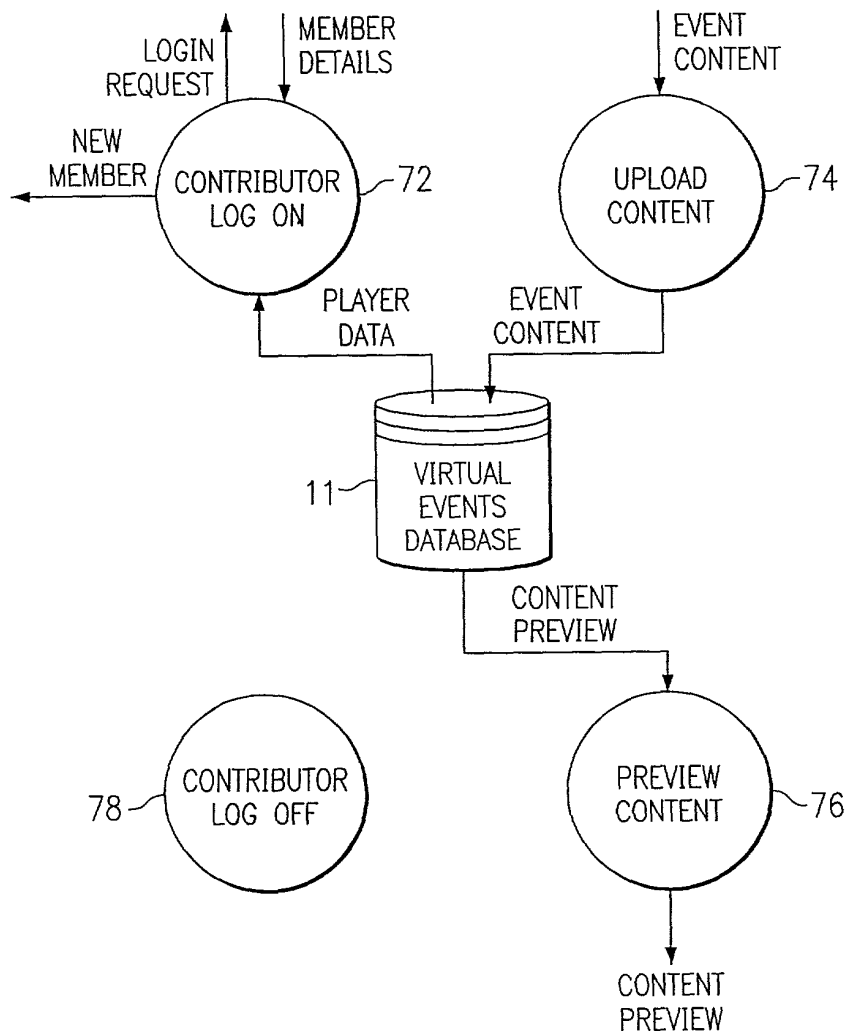 LOGIN
REQUEST
MEMBER
DETAILS
EVENT
CONTENT
NEW
MEMBER
CONTRIBUTOR
LOG ON
72
UPLOAD
CONTENT
74
PLAYER
DATA
EVENT
CONTENT
11
VIRTUAL
EVENTS
DATABASE
CONTENT
PREVIEW
78
CONTRIBUTOR
LOG OFF
PREVIEW
CONTENT
76
CONTENT
PREVIEW